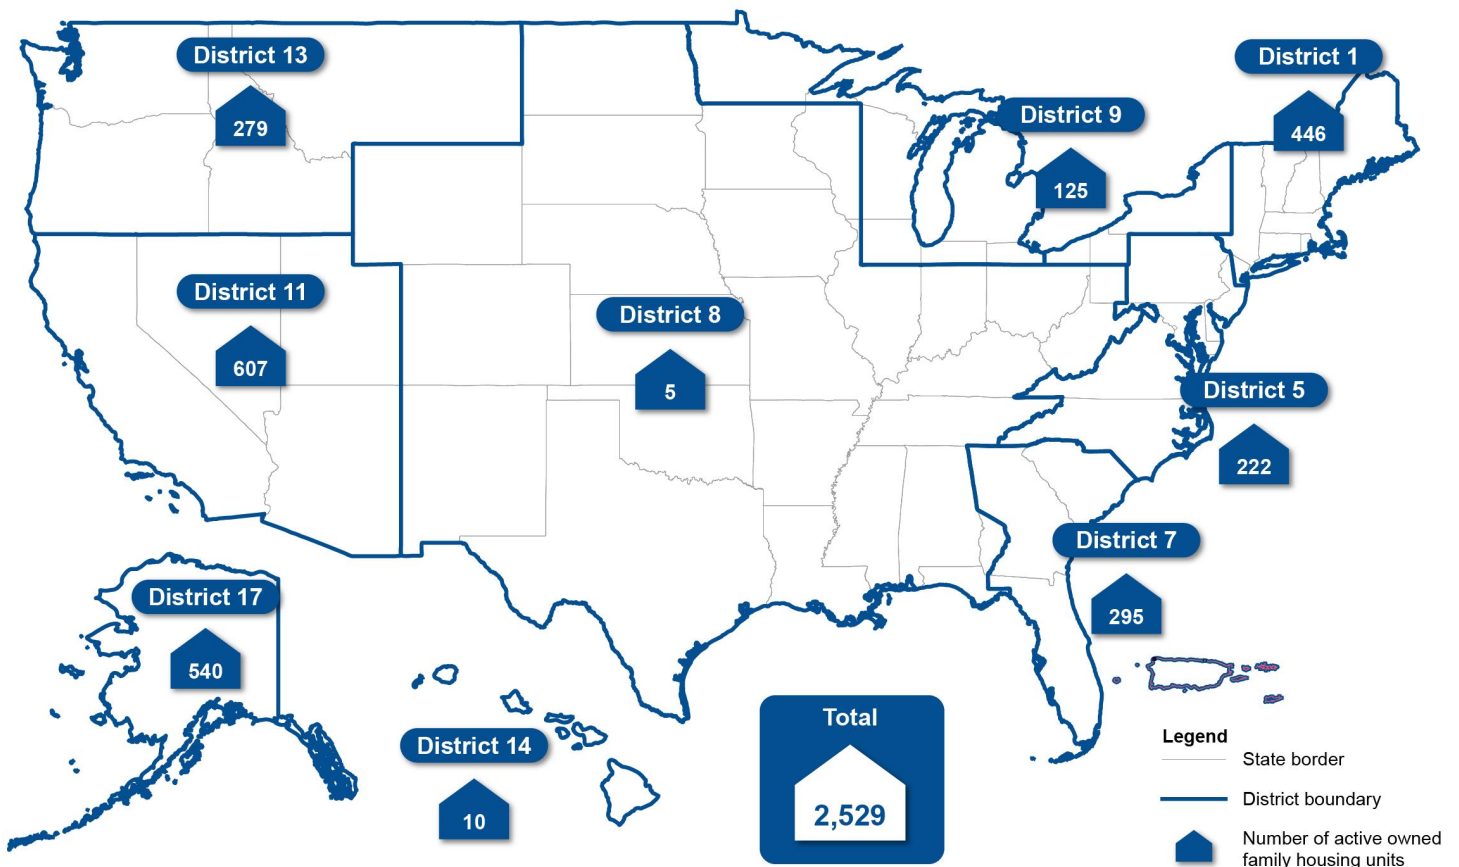 District 13
279
District 1
446
District 9
125
District 11
607
District 8
5
District 5
222
District 7
295
District 17
540
District 14
10
Total
2,529
Legend
State border
District boundary
Number of active owned
family housing units